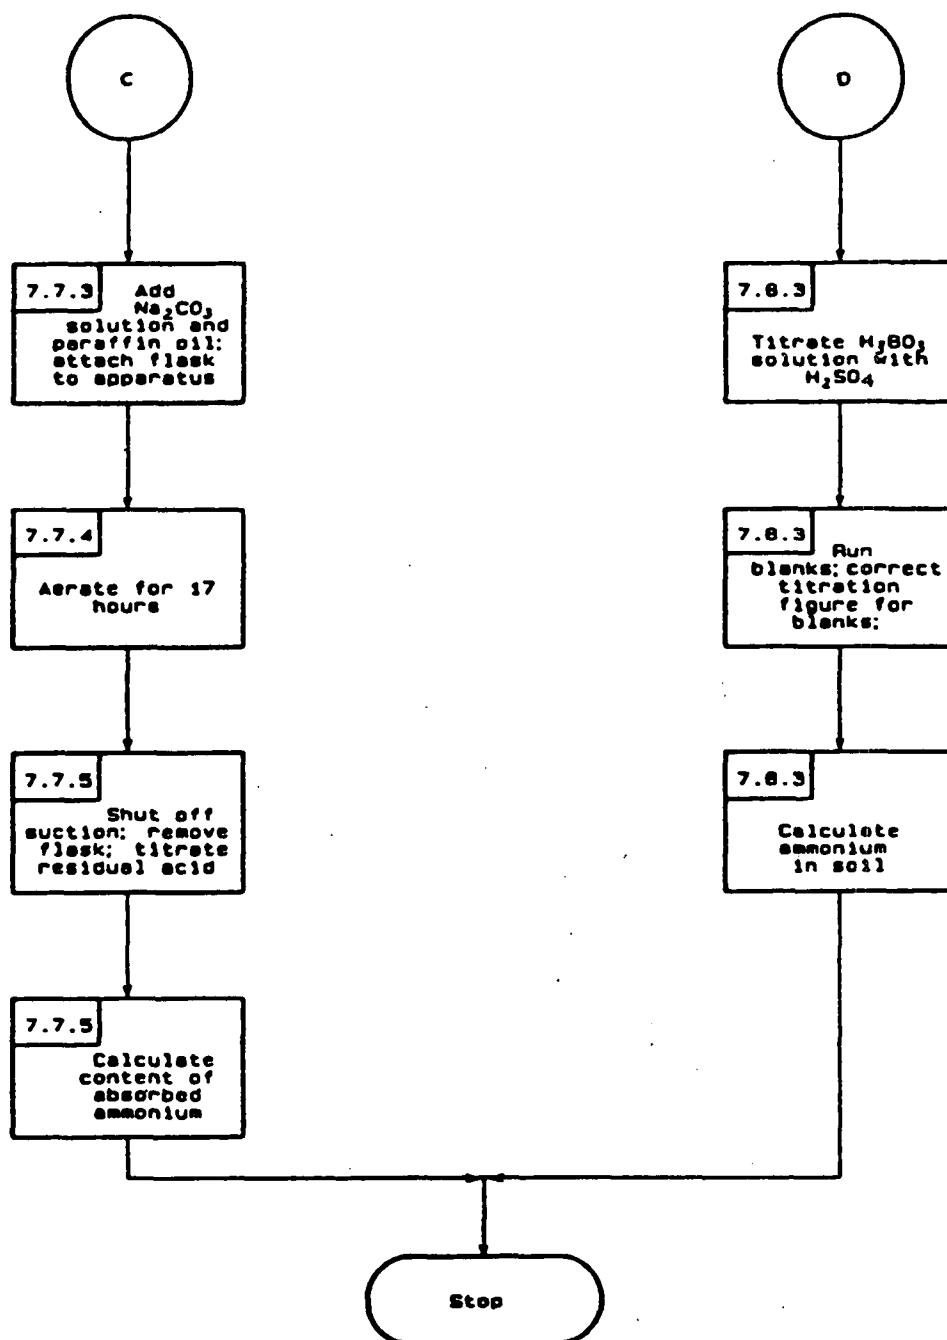 C
7.7.3 Add
Na₂CO₃
solution and
paraffin oil;
attach flask
to apparatus
7.7.4
Aerate for 17
hours
7.7.5
Shut off
suction; remove
flask; titrate
residual acid
7.7.5
Calculate
content of
absorbed
ammonium
D
7.8.3
Titrate H₃BO₃
solution with
H₂SO₄
7.8.3
Run
blanks; correct
titration
figure for
blanks;
7.8.3
Calculate
ammonium
in soil
Stop